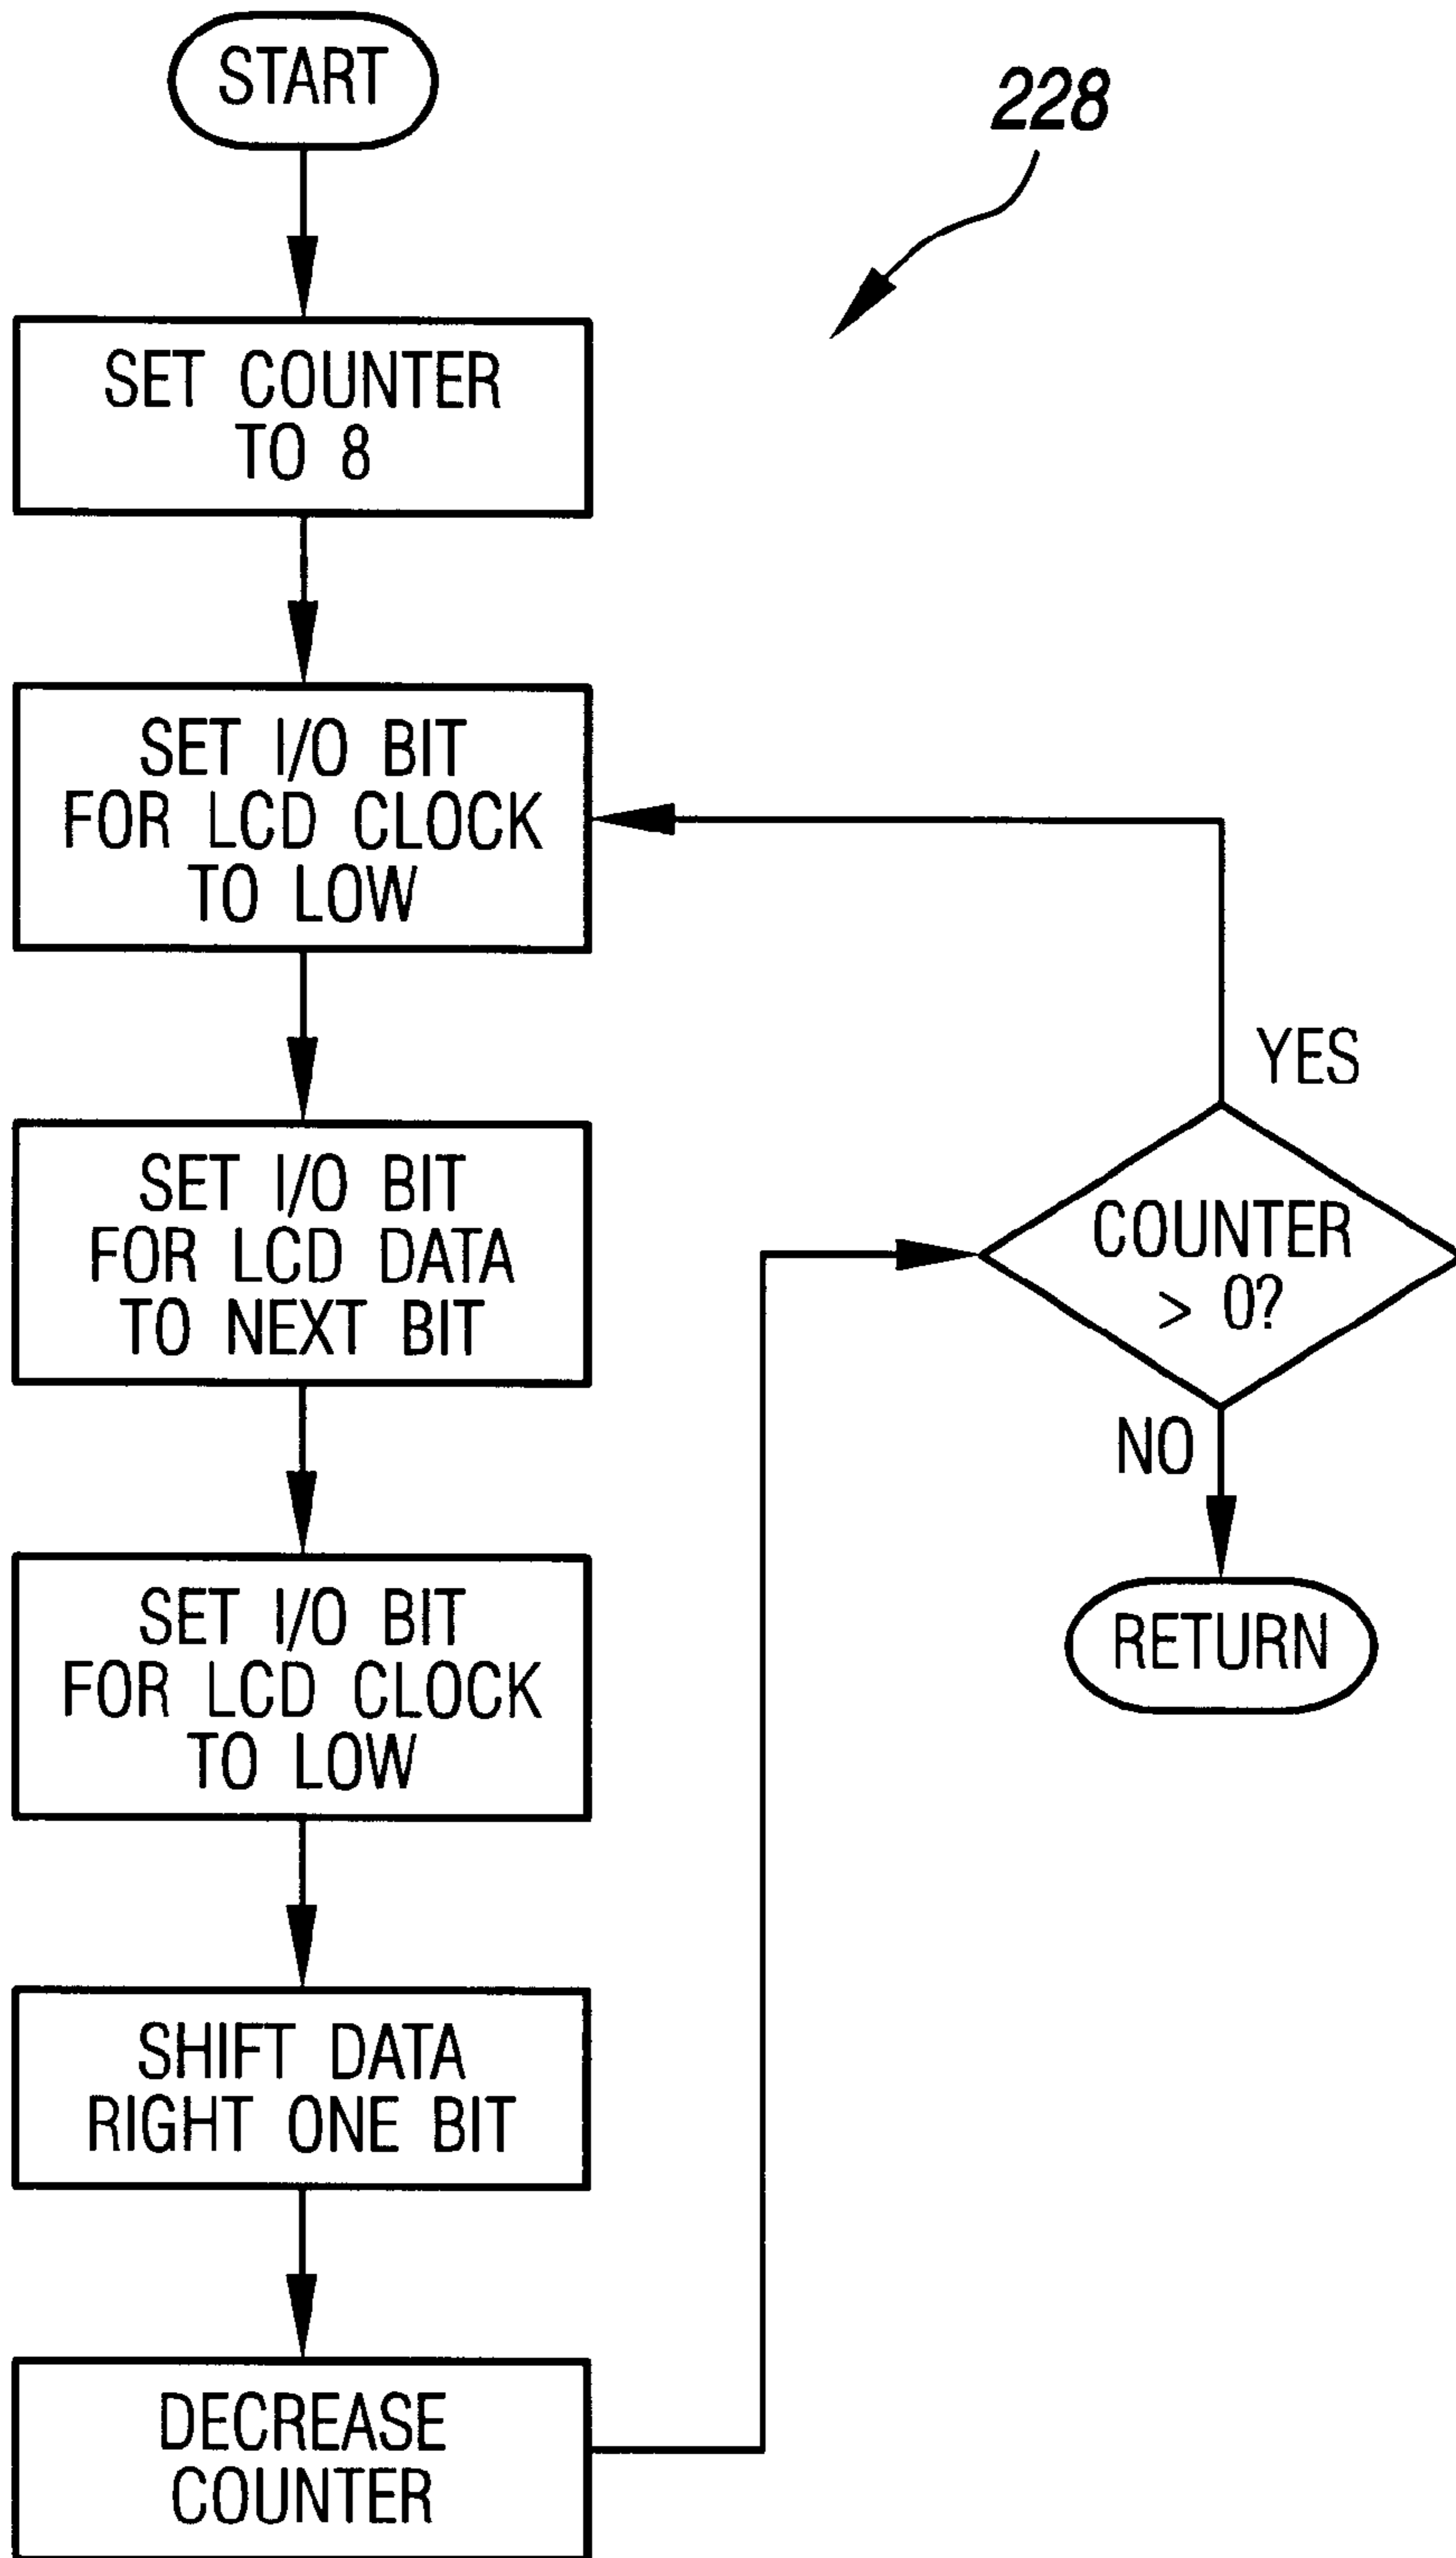 START
228
SET COUNTER
TO 8
SET I/O BIT
FOR LCD CLOCK
TO LOW
SET I/O BIT
FOR LCD DATA
TO NEXT BIT
SET I/O BIT
FOR LCD CLOCK
TO LOW
SHIFT DATA
RIGHT ONE BIT
DECREASE
COUNTER
YES
COUNTER
> 0?
NO
RETURN